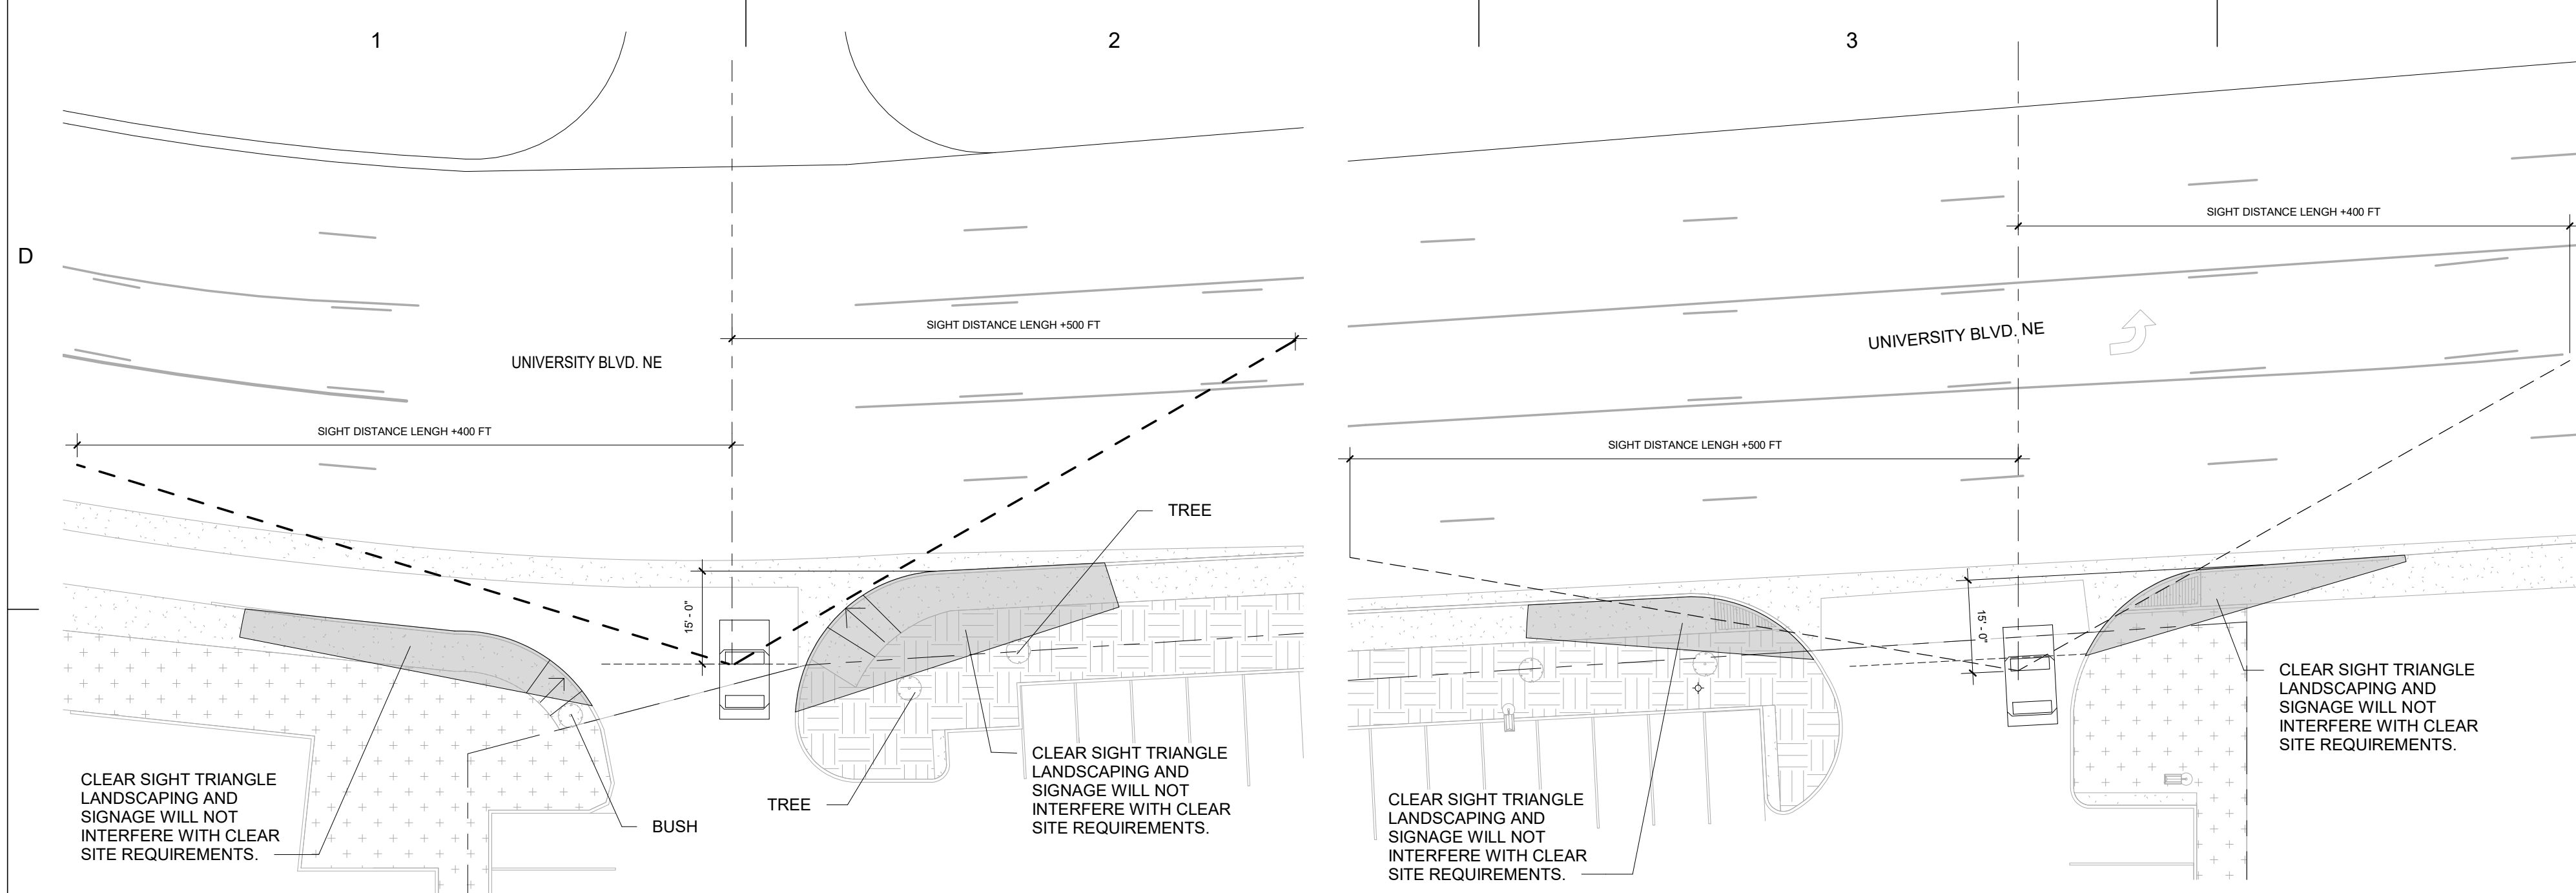 1
2
3
D
SIGHT DISTANCE LENGH +400 FT
SIGHT DISTANCE LENGH +500 FT
UNIVERSITY BLVD. NE
UNIVERSITY BLVD. NE
SIGHT DISTANCE LENGH +400 FT
SIGHT DISTANCE LENGH +500 FT
TREE
15' - 0"
15' - 0"
CLEAR SIGHT TRIANGLE
LANDSCAPING AND
SIGNAGE WILL NOT
INTERFERE WITH CLEAR
SITE REQUIREMENTS.
BUSH
TREE
CLEAR SIGHT TRIANGLE
LANDSCAPING AND
SIGNAGE WILL NOT
INTERFERE WITH CLEAR
SITE REQUIREMENTS.
CLEAR SIGHT TRIANGLE
LANDSCAPING AND
SIGNAGE WILL NOT
INTERFERE WITH CLEAR
SITE REQUIREMENTS.
CLEAR SIGHT TRIANGLE
LANDSCAPING AND
SIGNAGE WILL NOT
INTERFERE WITH CLEAR
SITE REQUIREMENTS.